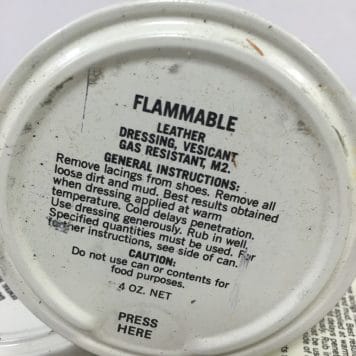 FLAMMABLE
LEATHER
DRESSING, VESICANT
GAS RESISTANT, M2.
GENERAL INSTRUCTIONS:
Remove lacings from shoes. Remove all
loose dirt and mud. Best results obtained
when dressing applied at warm
temperature. Cold delays penetration.
Use dressing generously. Rub in well.
Specified quantities must be used. For
further instructions, see side of can.
CAUTION:
Do not use can or contents for
food purposes.
4 OZ. NET
PRESS
HERE